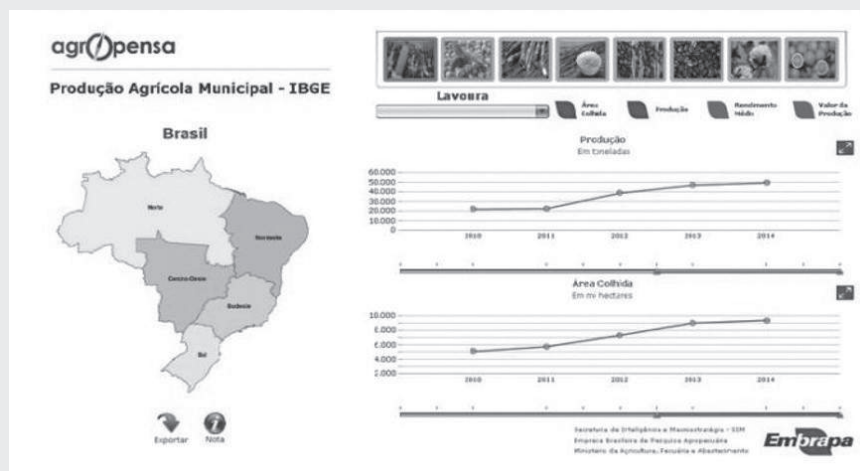 agropensa
Produção Agrícola Municipal - IBGE
Brasil
Norte
Nordeste
Centro-Oeste
Sudeste
Sul
Exportar
Nota
Lavoura
Área Colhida
Produção
Rendimento Médio
Valor da Produção
Produção
Em toneladas
60.000
50.000
40.000
30.000
20.000
10.000
0
2010 2011 2012 2013 2014
Área Colhida
Em mil hectares
10.000
8.000
6.000
4.000
2.000
2010 2011 2012 2013 2014
Secretaria de Inteligência e Macroestratégia - SIM
Empresa Brasileira de Pesquisa Agropecuária
Ministério da Agricultura, Pecuária e Abastecimento
Embrapa